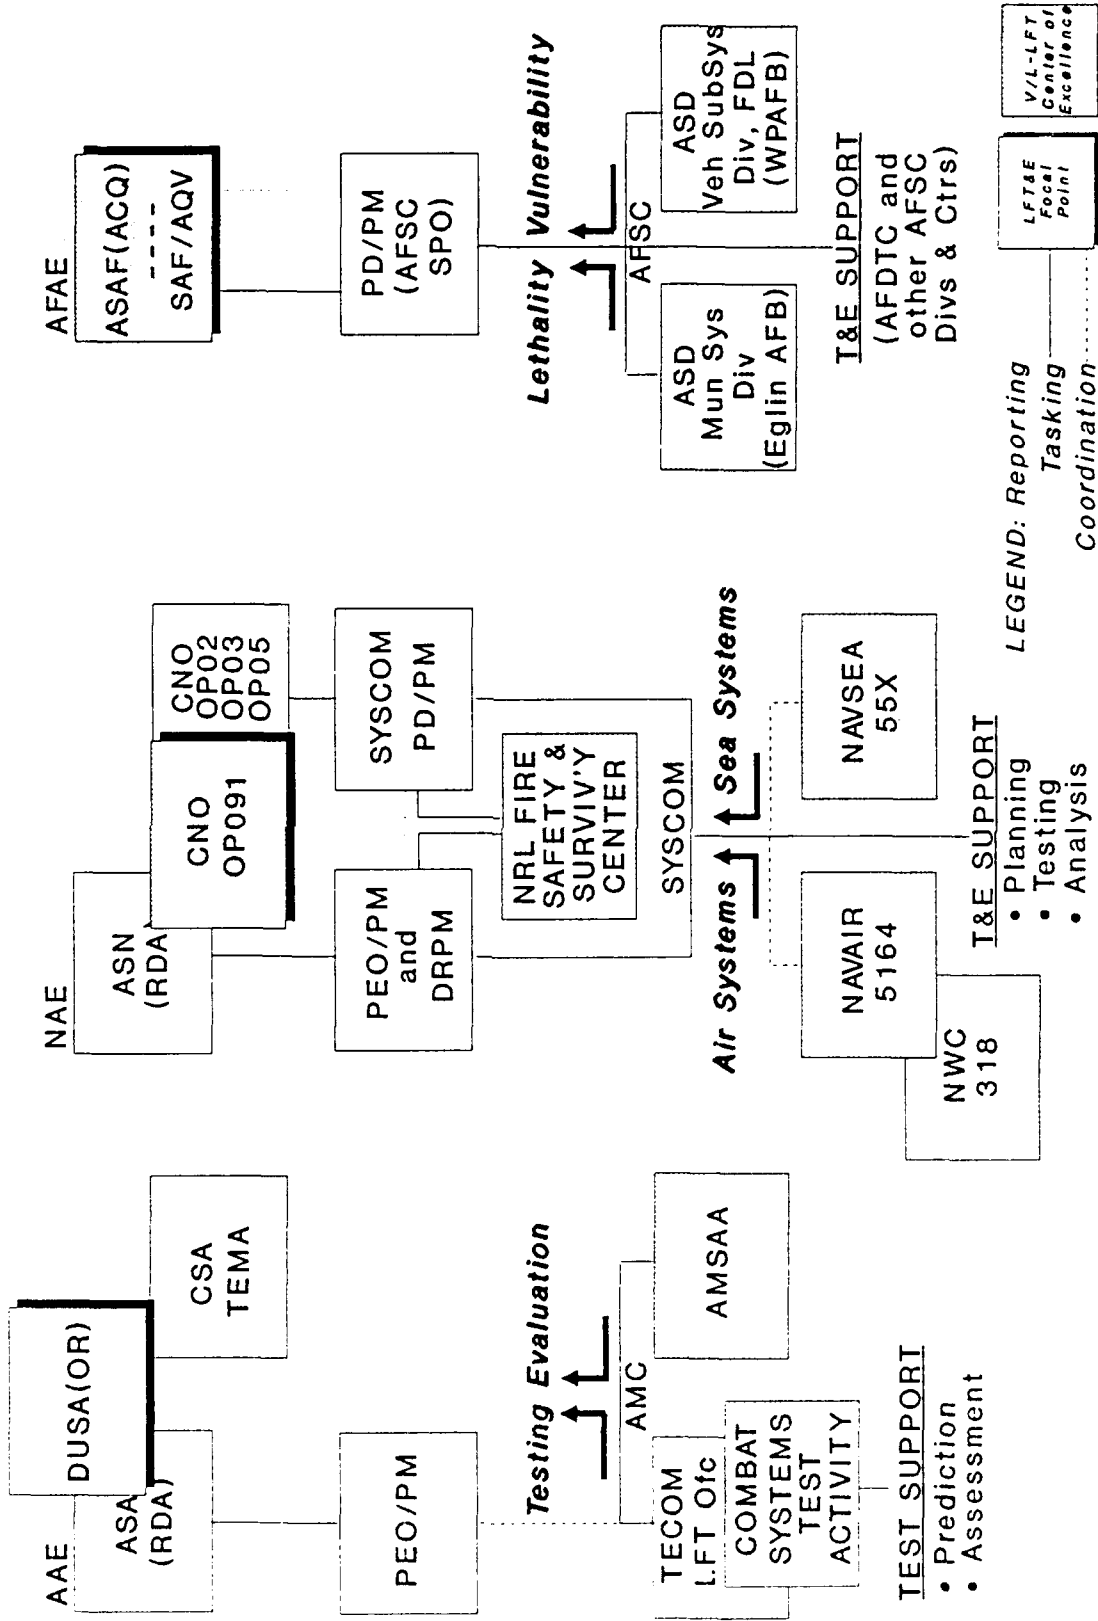 AAE
DUSA(OR)
ASA
(RDA)
CSA
TEMA
PEO/PM
Testing Evaluation
AMC
TECOM
LFT Ofc
COMBAT
SYSTEMS
TEST
ACTIVITY
AMSAA
TEST SUPPORT
• Prediction
• Assessment
NAE
ASN
(RDA)
CNO
OP091
CNO
OP02
OP03
OP05
PEO/PM
and
DRPM
SYSCOM
PD/PM
NRL FIRE
SAFETY &
SURVIV'Y
CENTER
SYSCOM
Air Systems Sea Systems
NAVAIR
5164
NWC
318
NAVSEA
55X
T&E SUPPORT
• Planning
• Testing
• Analysis
AFAE
ASAF(ACQ)
----
SAF/AQV
PD/PM
(AFSC
SPO)
Lethality Vulnerability
AFSC
ASD
Mun Sys
Div
(Eglin AFB)
ASD
Veh SubSys
Div, FDL
(WPAFB)
T&E SUPPORT
(AFDTC and
other AFSC
Divs & Ctrs)
LEGEND: Reporting
Tasking
Coordination
LFT&E
Focal
Point
V/L-LFT
Center of
Excellence